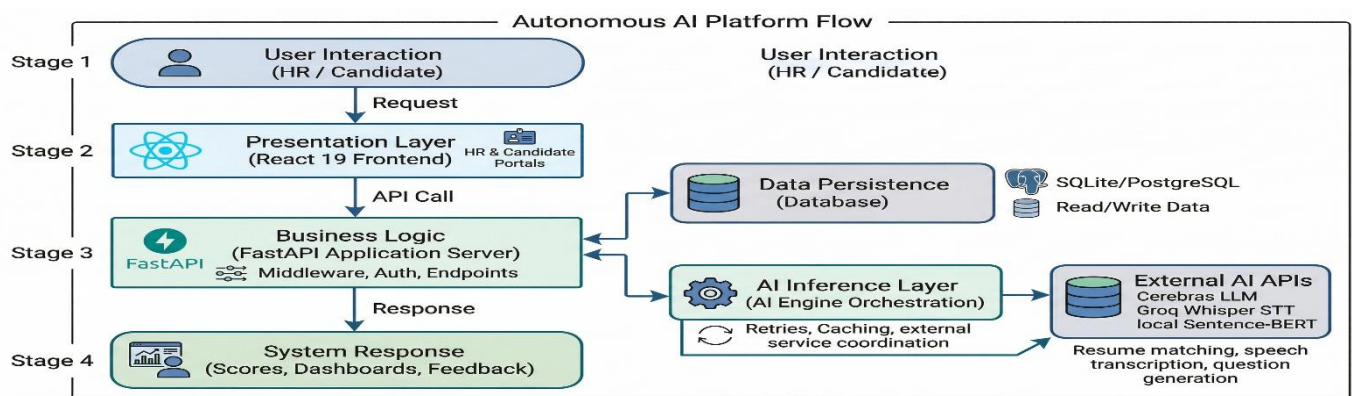 Autonomous AI Platform Flow
Stage 1
User Interaction
(HR / Candidate)
User Interaction
(HR / Candidatte)
Request
Stage 2
Presentation Layer
(React 19 Frontend)
HR & Candidate
Portals
API Call
Data Persistence
(Database)
SQLite/PostgreSQL
Read/Write Data
Stage 3
FastAPI
Business Logic
(FastAPI Application Server)
Middleware, Auth, Endpoints
AI Inference Layer
(AI Engine Orchestration)
External AI APIs
Cerebras LLM
Groq Whisper STT
local Sentence-BERT
Response
Retries, Caching, external
service coordination
Resume matching, speech
transcription, question
generation
Stage 4
System Response
(Scores, Dashboards, Feedback)